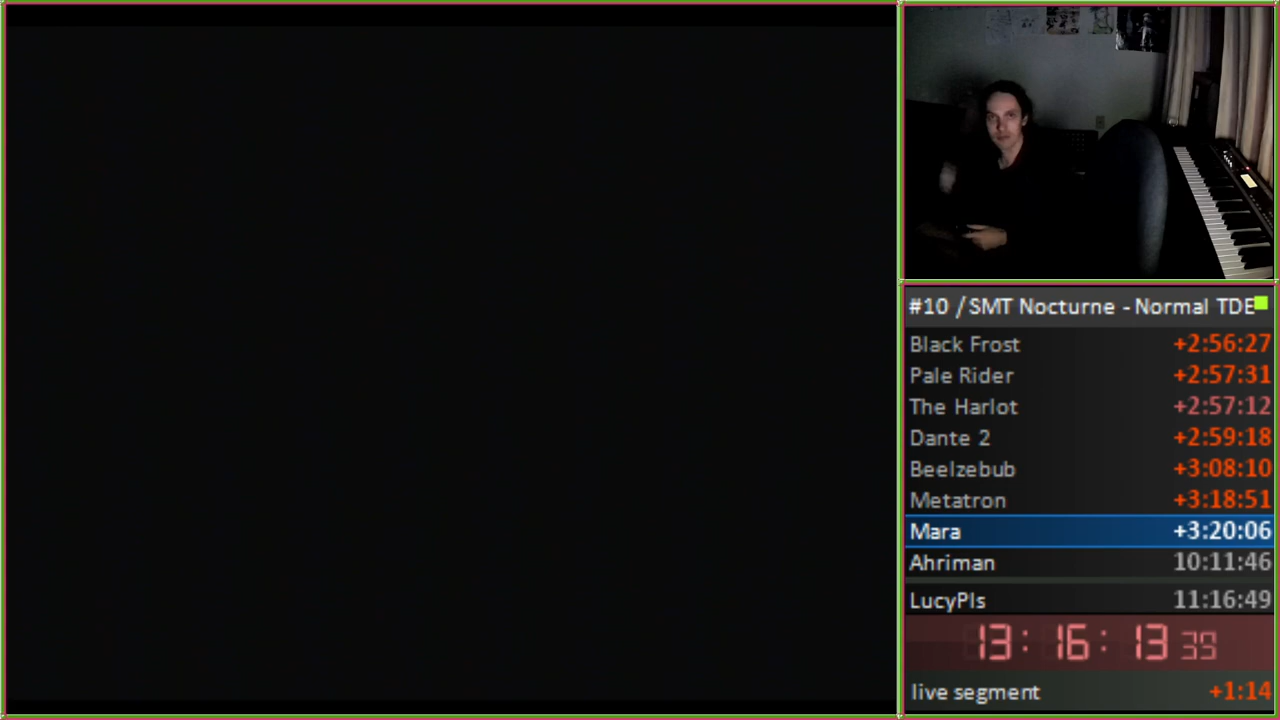 #10 / SMT Nocturne - Normal TDE
Black Frost +2:56:27
Pale Rider +2:57:31
The Harlot +2:57:12
Dante 2 +2:59:18
Beelzebub +3:08:10
Metatron +3:18:51
Mara +3:20:06
Ahriman 10:11:46
LucyPls 11:16:49
13:16:13 39
live segment +1:14